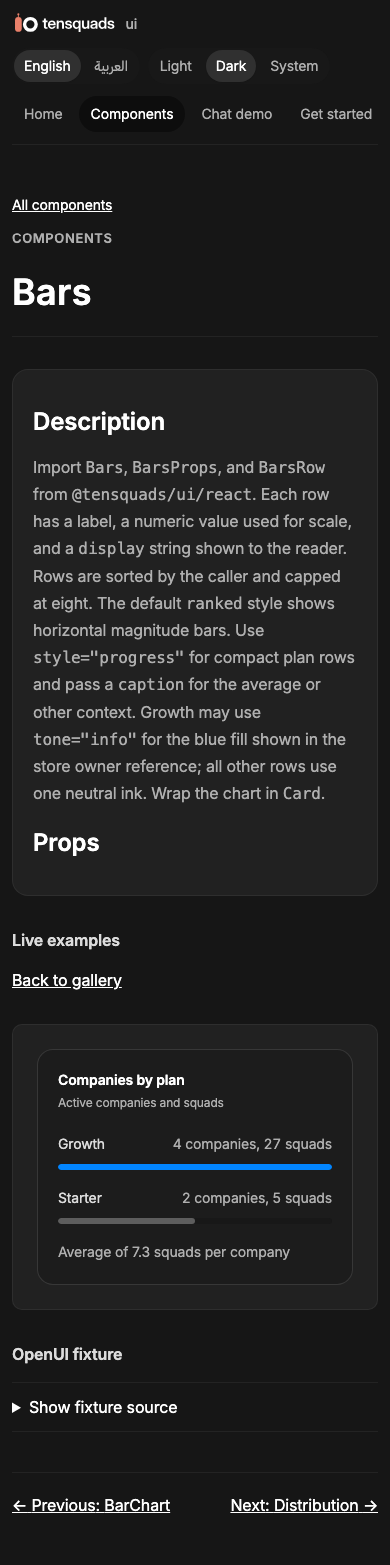 tensquads ui
English العربية Light Dark System
Home Components Chat demo Get started
All components
COMPONENTS
Bars
Description
Import Bars, BarsProps, and BarsRow
from @tensquads/ui/react. Each row
has a label, a numeric value used for scale,
and a display string shown to the reader.
Rows are sorted by the caller and capped
at eight. The default ranked style shows
horizontal magnitude bars. Use
style="progress" for compact plan rows
and pass a caption for the average or
other context. Growth may use
tone="info" for the blue fill shown in the
store owner reference; all other rows use
one neutral ink. Wrap the chart in Card.
Props
Live examples
Back to gallery
Companies by plan
Active companies and squads
Growth 4 companies, 27 squads
Starter 2 companies, 5 squads
Average of 7.3 squads per company
OpenUI fixture
▶ Show fixture source
← Previous: BarChart Next: Distribution →